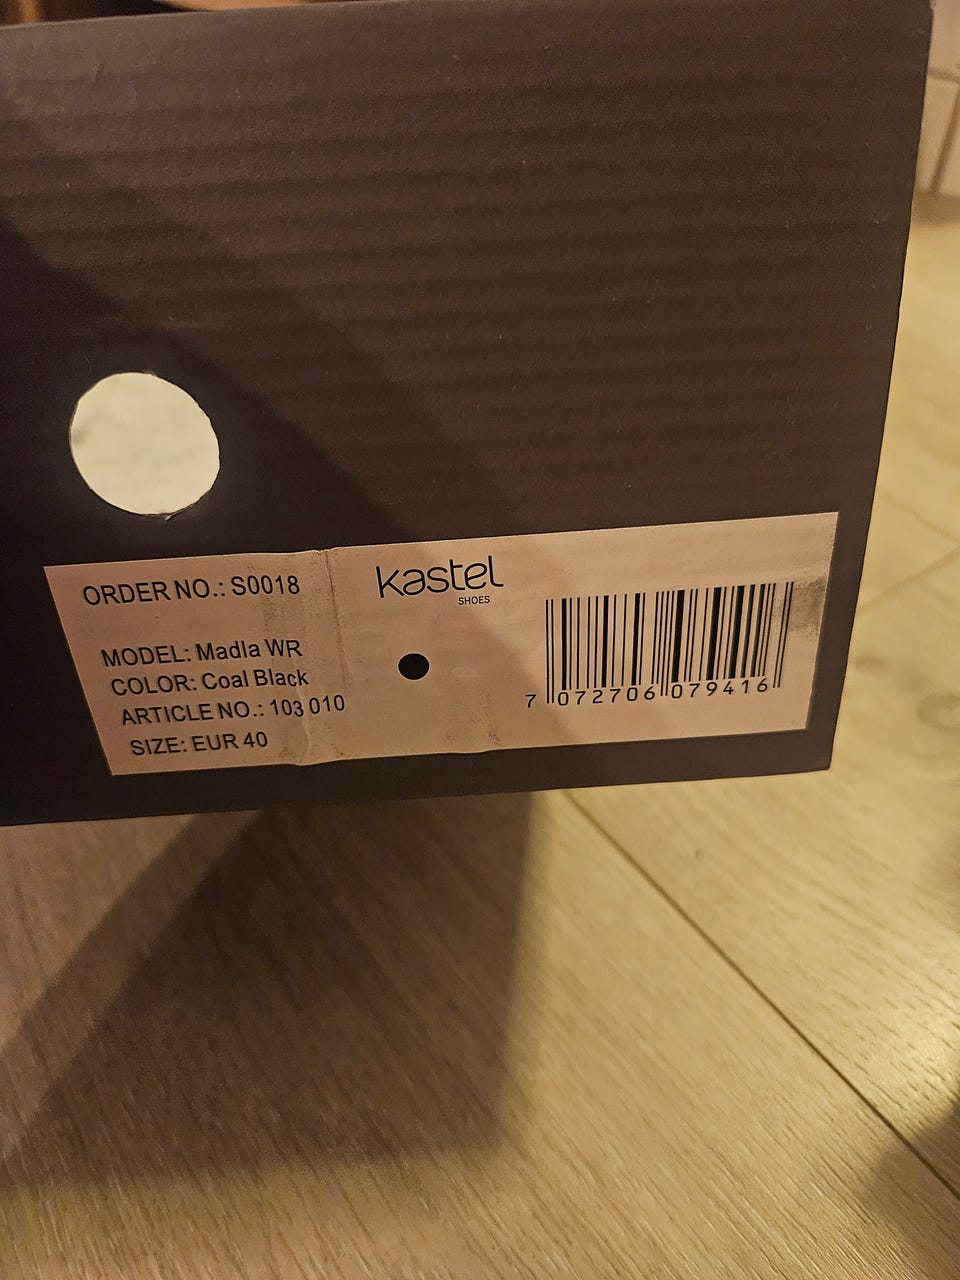 ORDER NO.: S0018
MODEL: Madla WR
COLOR: Coal Black
ARTICLE NO.: 103 010
SIZE: EUR 40
kastel
SHOES
7 072706 079416